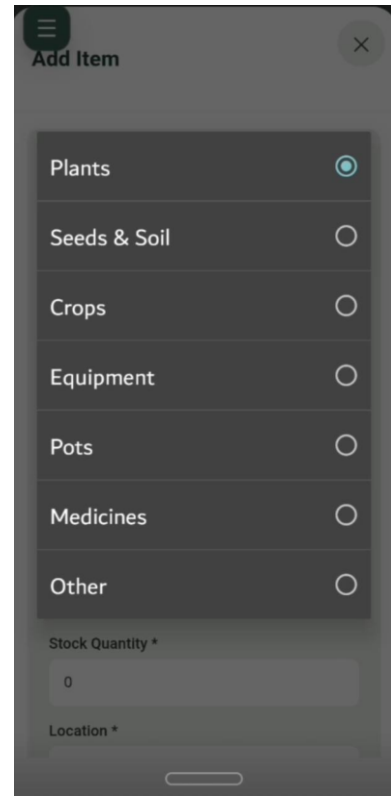 Add Item
Plants
Seeds & Soil
Crops
Equipment
Pots
Medicines
Other
Stock Quantity *
0
Location *